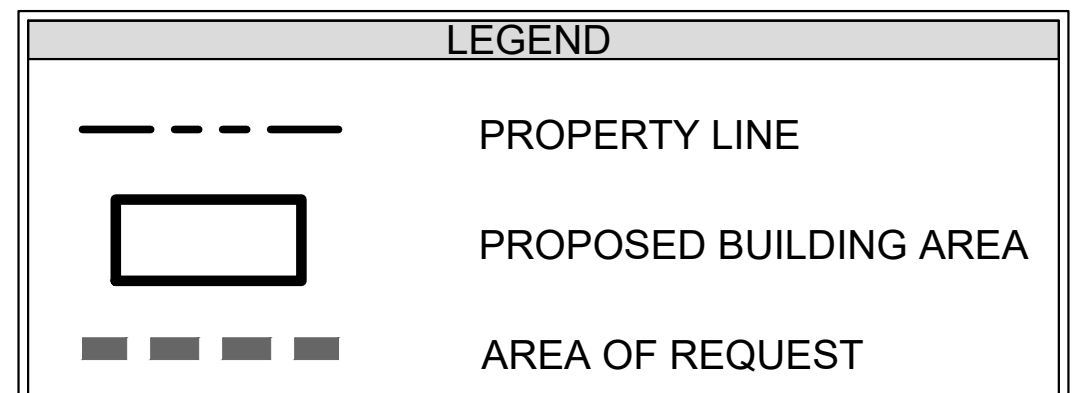 LEGEND
PROPERTY LINE
PROPOSED BUILDING AREA
AREA OF REQUEST